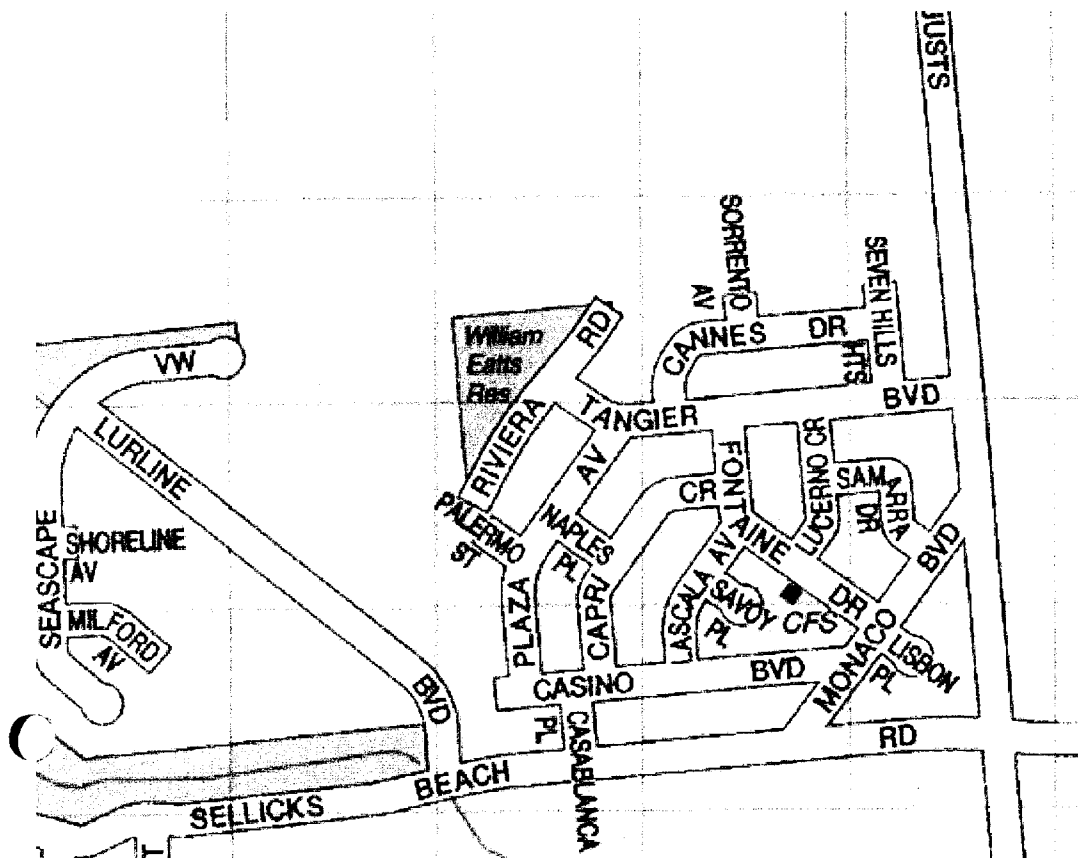 JUSTS
SORRENTO
AV
SEVEN HILLS
HTS
William
Eatts
Res
RIVIERA RD
CANNES DR
VW
TANGIER BVD
LURLINE BVD
NAPLES
PL
PLAZA AV
CAPRI CR
FONTAINE DR
LUCERNO CR
SAMARRA
DR
PALERMO
ST
SEASCAPE
SHORELINE
AV
MILFORD
AV
LASCALA AV
SAVOY
PL
CFS
MONACO BVD
LISBON
PL
CASINO BVD
CASABLANCA
PL
SELLICKS BEACH RD